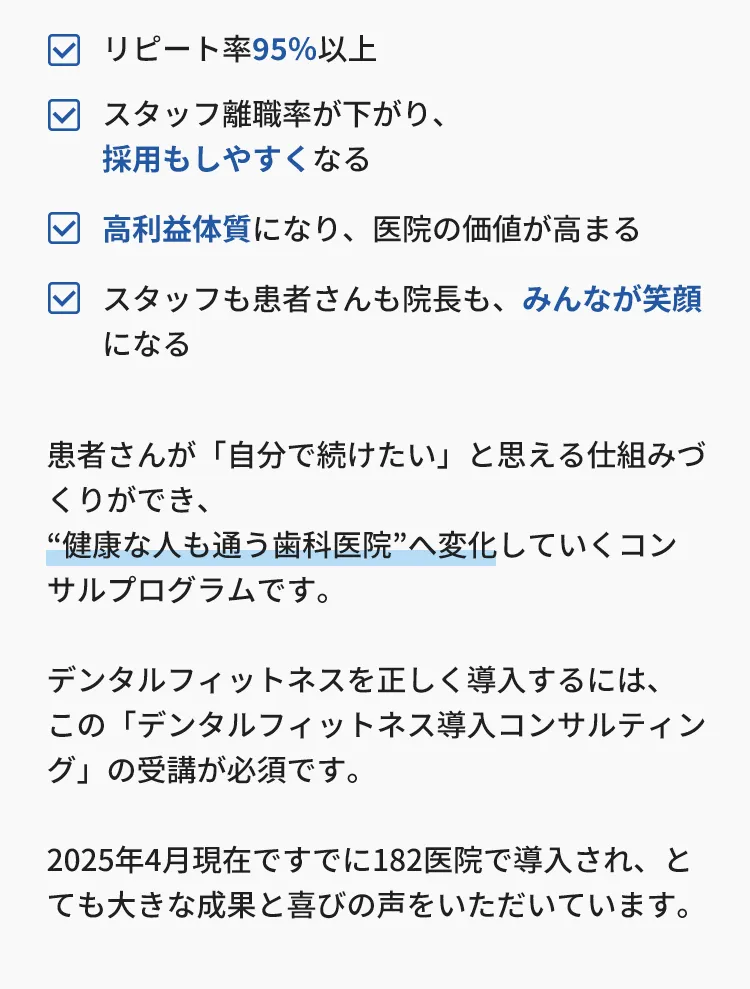 リピート率95%以上
スタッフ離職率が下がり、
採用もしやすくなる
高利益体質になり、医院の価値が高まる
スタッフも患者さんも院長も、みんなが笑顔
になる
患者さんが「自分で続けたい」と思える仕組みづ
くりができ、
“健康な人も通う歯科医院”へ変化していくコン
サルプログラムです。
デンタルフィットネスを正しく導入するには、
この「デンタルフィットネス導入コンサルティン
グ」の受講が必須です。
2025年4月現在ですでに182医院で導入され、と
ても大きな成果と喜びの声をいただいています。